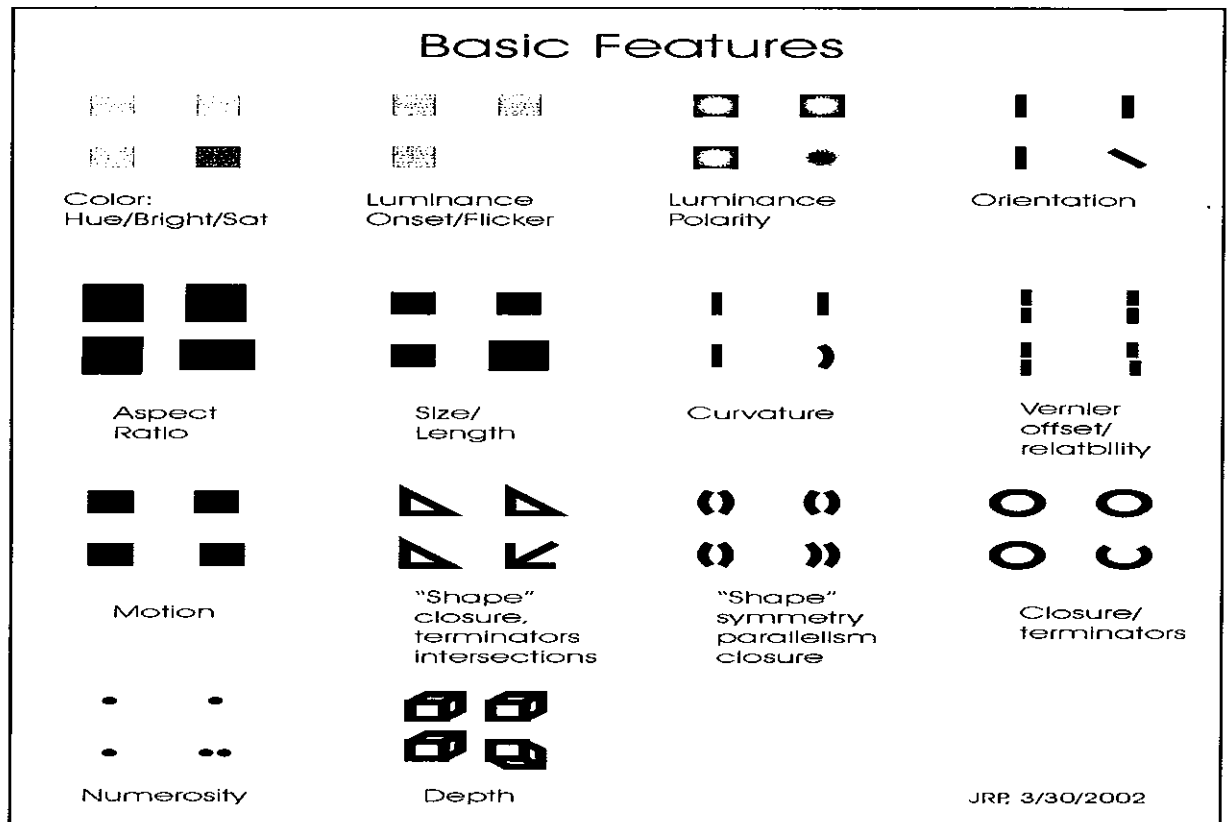 Basic Features
Color:
Hue/Bright/Sat
Luminance
Onset/Flicker
Luminance
Polarity
Orientation
Aspect
Ratio
Size/
Length
Curvature
Vernier
offset/
relatbility
Motion
"Shape"
closure,
terminators
intersections
"Shape"
symmetry
parallelism
closure
Closure/
terminators
Numerosity
Depth
JRP, 3/30/2002